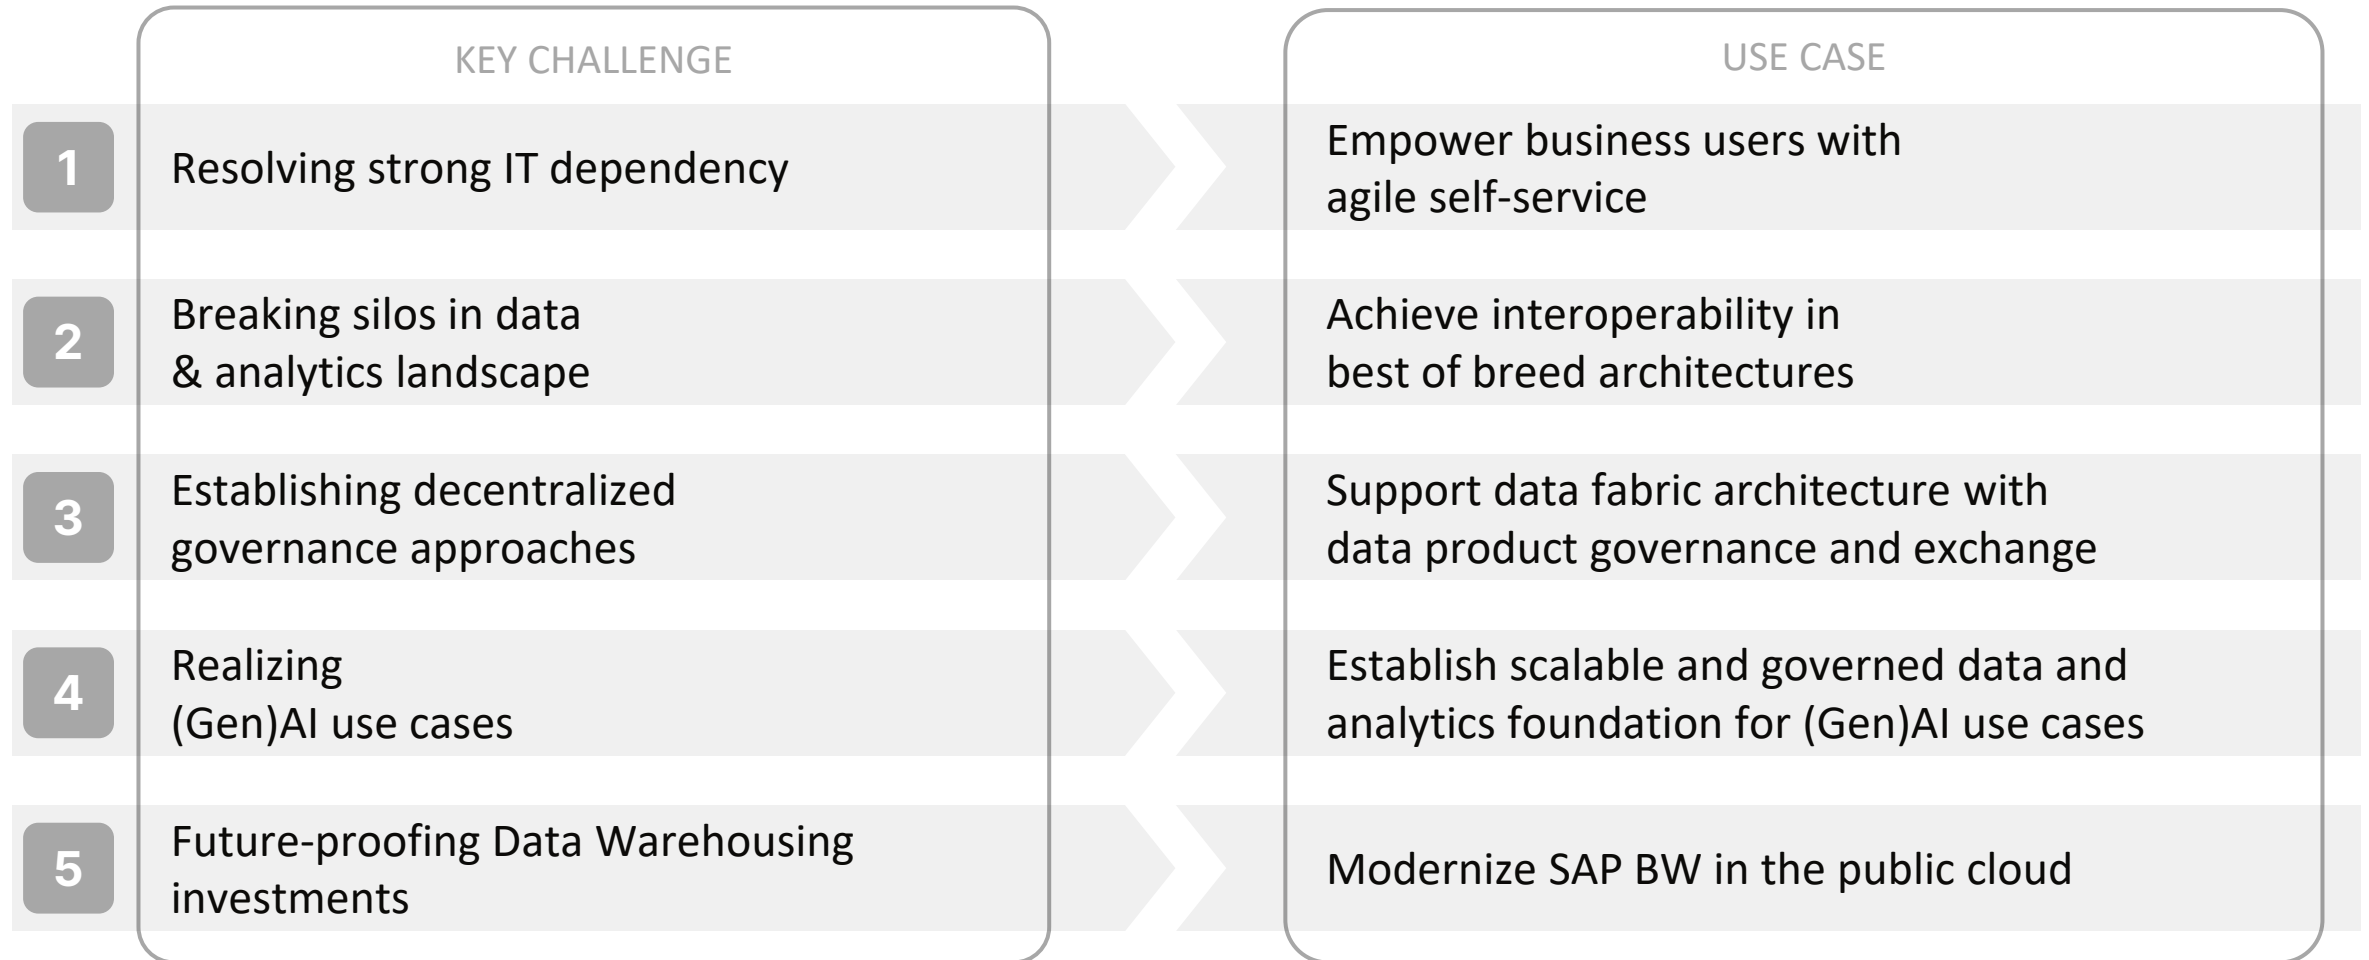 KEY CHALLENGE
USE CASE
1
Resolving strong IT dependency
Empower business users with
agile self-service
2
Breaking silos in data
& analytics landscape
Achieve interoperability in
best of breed architectures
3
Establishing decentralized
governance approaches
Support data fabric architecture with
data product governance and exchange
4
Realizing
(Gen)AI use cases
Establish scalable and governed data and
analytics foundation for (Gen)AI use cases
5
Future-proofing Data Warehousing
investments
Modernize SAP BW in the public cloud